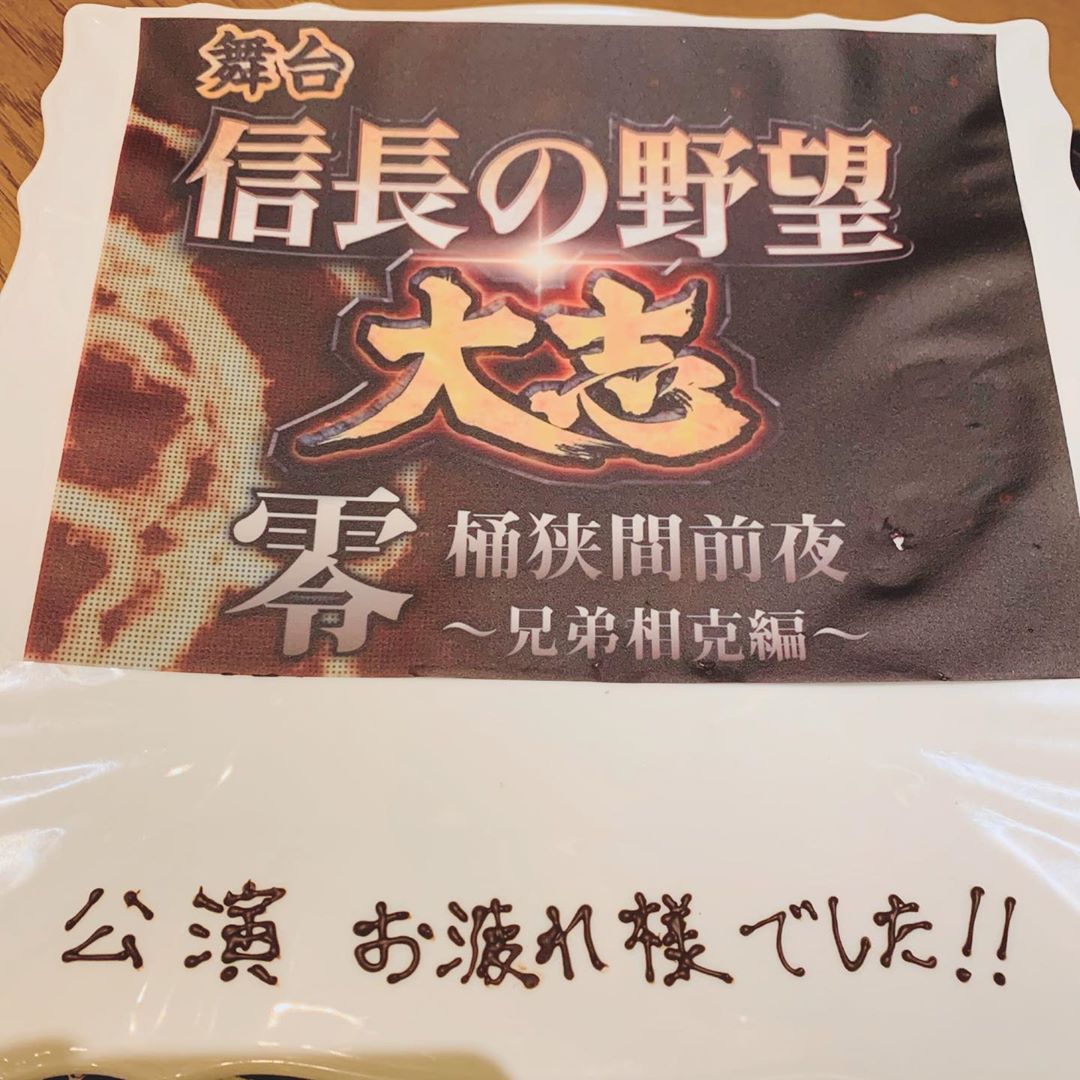 舞台
信長の野望
大志
零 桶狭間前夜
〜兄弟相克編〜
公演 お疲れ様でした!!